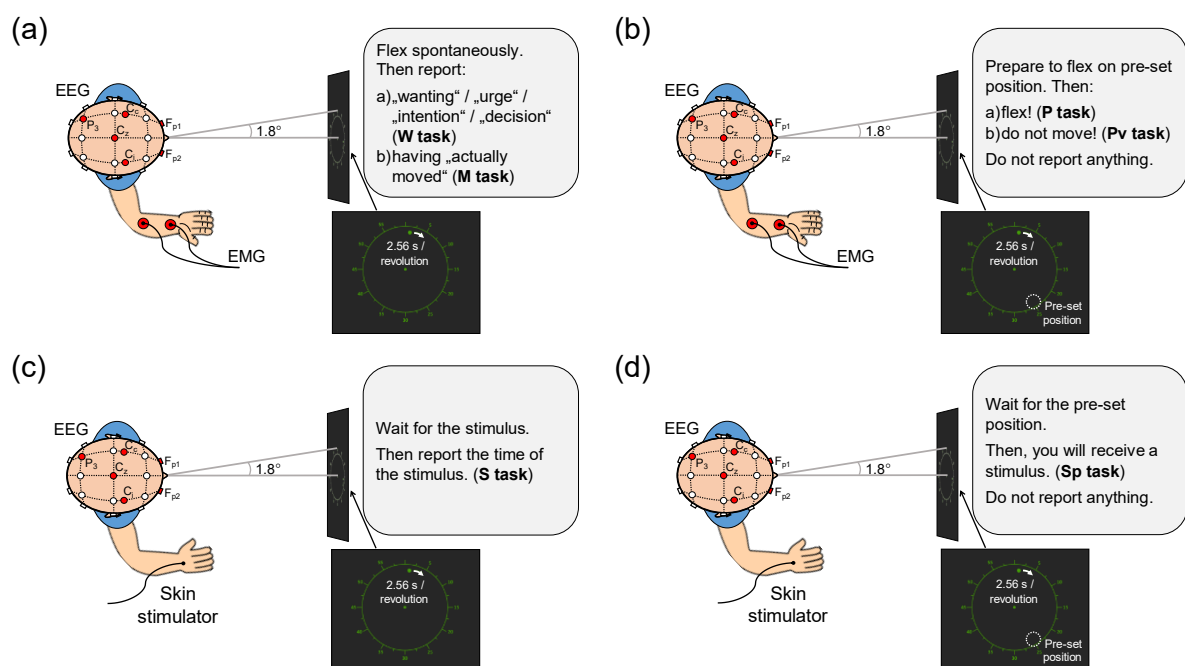 (a)
EEG
P3
Cc
Cz
Ci
Fp1
Fp2
1.8°
Flex spontaneously.
Then report:
a)„wanting“ / „urge“ /
„intention“ / „decision“
(W task)
b)having „actually
moved“ (M task)
EMG
2.56 s /
revolution
(b)
EEG
P3
Cc
Cz
Ci
Fp1
Fp2
1.8°
Prepare to flex on pre-set
position. Then:
a)flex! (P task)
b)do not move! (Pv task)
Do not report anything.
EMG
2.56 s /
revolution
Pre-set
position
(c)
EEG
P3
Cc
Cz
Ci
Fp1
Fp2
1.8°
Wait for the stimulus.
Then report the time of
the stimulus. (S task)
Skin
stimulator
2.56 s /
revolution
(d)
EEG
P3
Cc
Cz
Ci
Fp1
Fp2
1.8°
Wait for the pre-set
position.
Then, you will receive a
stimulus. (Sp task)
Do not report anything.
Skin
stimulator
2.56 s /
revolution
Pre-set
position